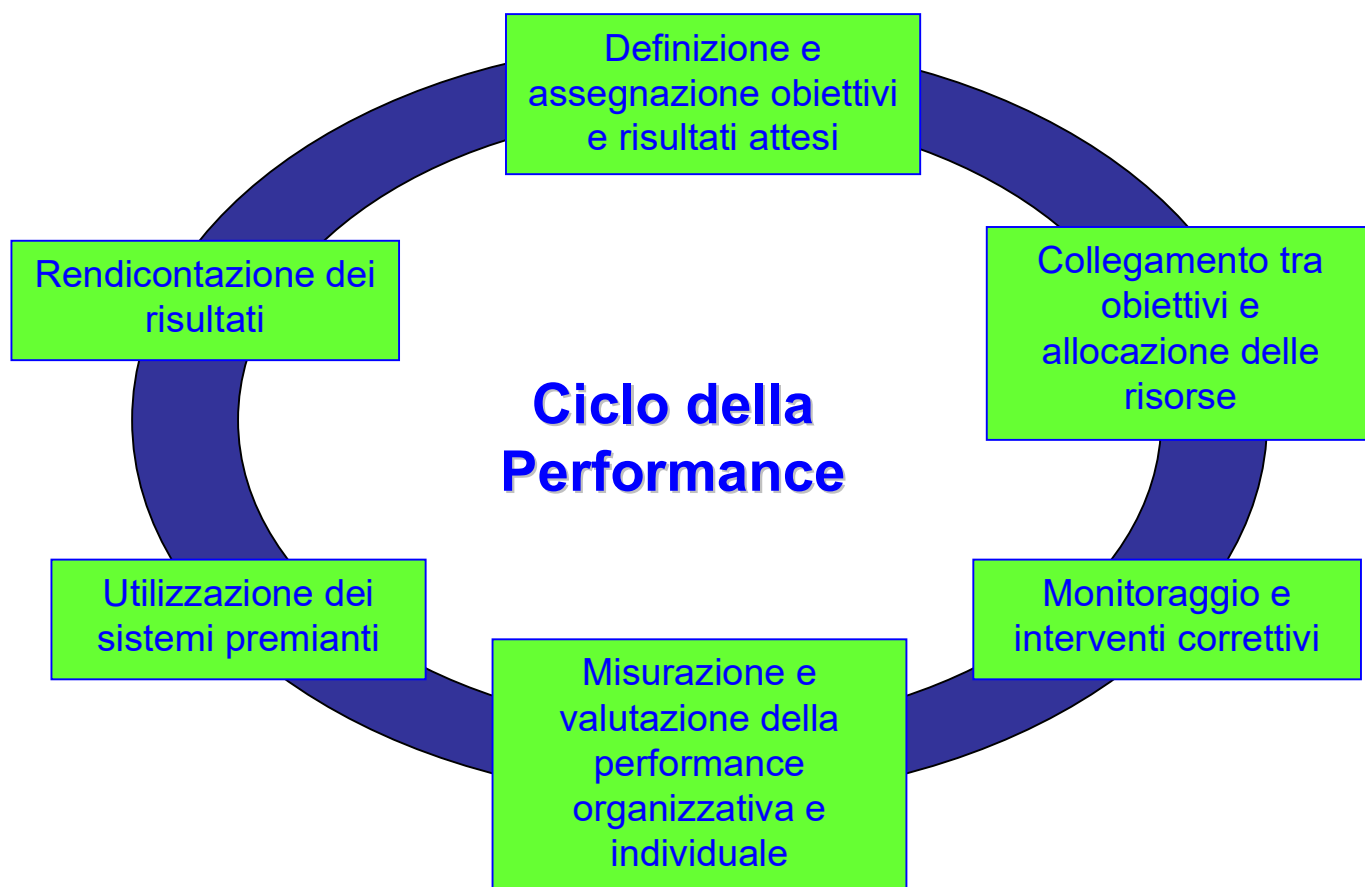 Definizione e
assegnazione obiettivi
e risultati attesi
Collegamento tra
obiettivi e
allocazione delle
risorse
Monitoraggio e
interventi correttivi
Misurazione e
valutazione della
performance
organizzativa e
individuale
Utilizzazione dei
sistemi premianti
Rendicontazione dei
risultati
Ciclo della
Performance